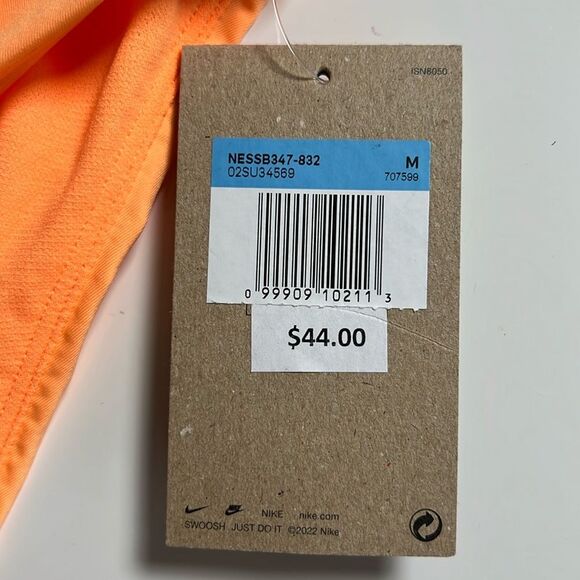 ISN6050
NESSB347-832 M
02SU34569 707599
0 99909 10211 3
$44.00
NIKE nike.com
SWOOSH JUST DO IT ©2022 Nike